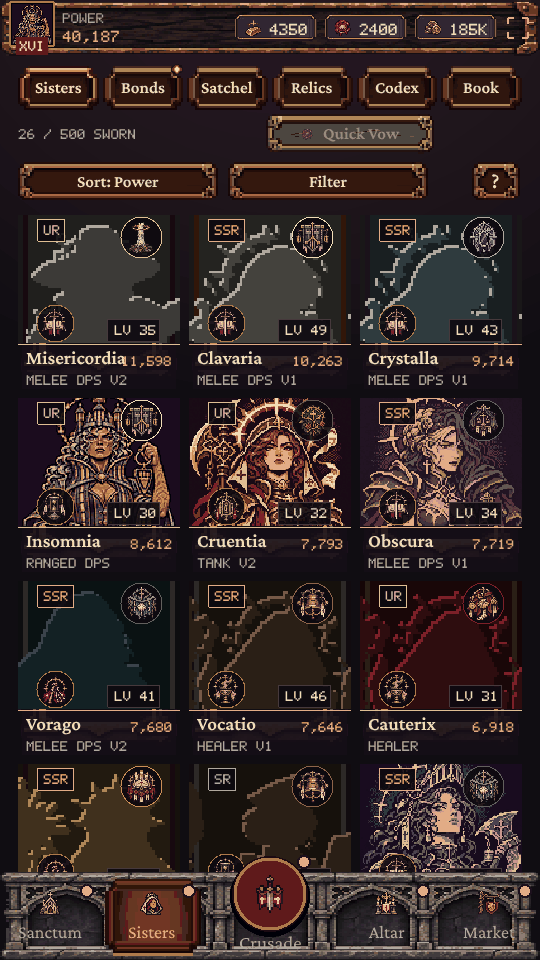 POWER
40,187
XVI
4350
2400
185K
Sisters
Bonds
Satchel
Relics
Codex
Book
26 / 500 SWORN
Quick Vow
Sort: Power
Filter
?
UR
LV 35
SSR
LV 49
SSR
LV 43
Misericordia 11,598
MELEE DPS V2
Clavaria 10,263
MELEE DPS V1
Crystalla 9,714
MELEE DPS V1
UR
LV 30
UR
LV 32
SSR
LV 34
Insomnia 8,612
RANGED DPS
Cruentia 7,793
TANK V2
Obscura 7,719
MELEE DPS V1
SSR
LV 41
SSR
LV 46
UR
LV 31
Vorago 7,680
MELEE DPS V2
Vocatio 7,646
HEALER V1
Cauterix 6,918
HEALER
SSR
SR
SSR
Sanctum
Sisters
Crusade
Altar
Market